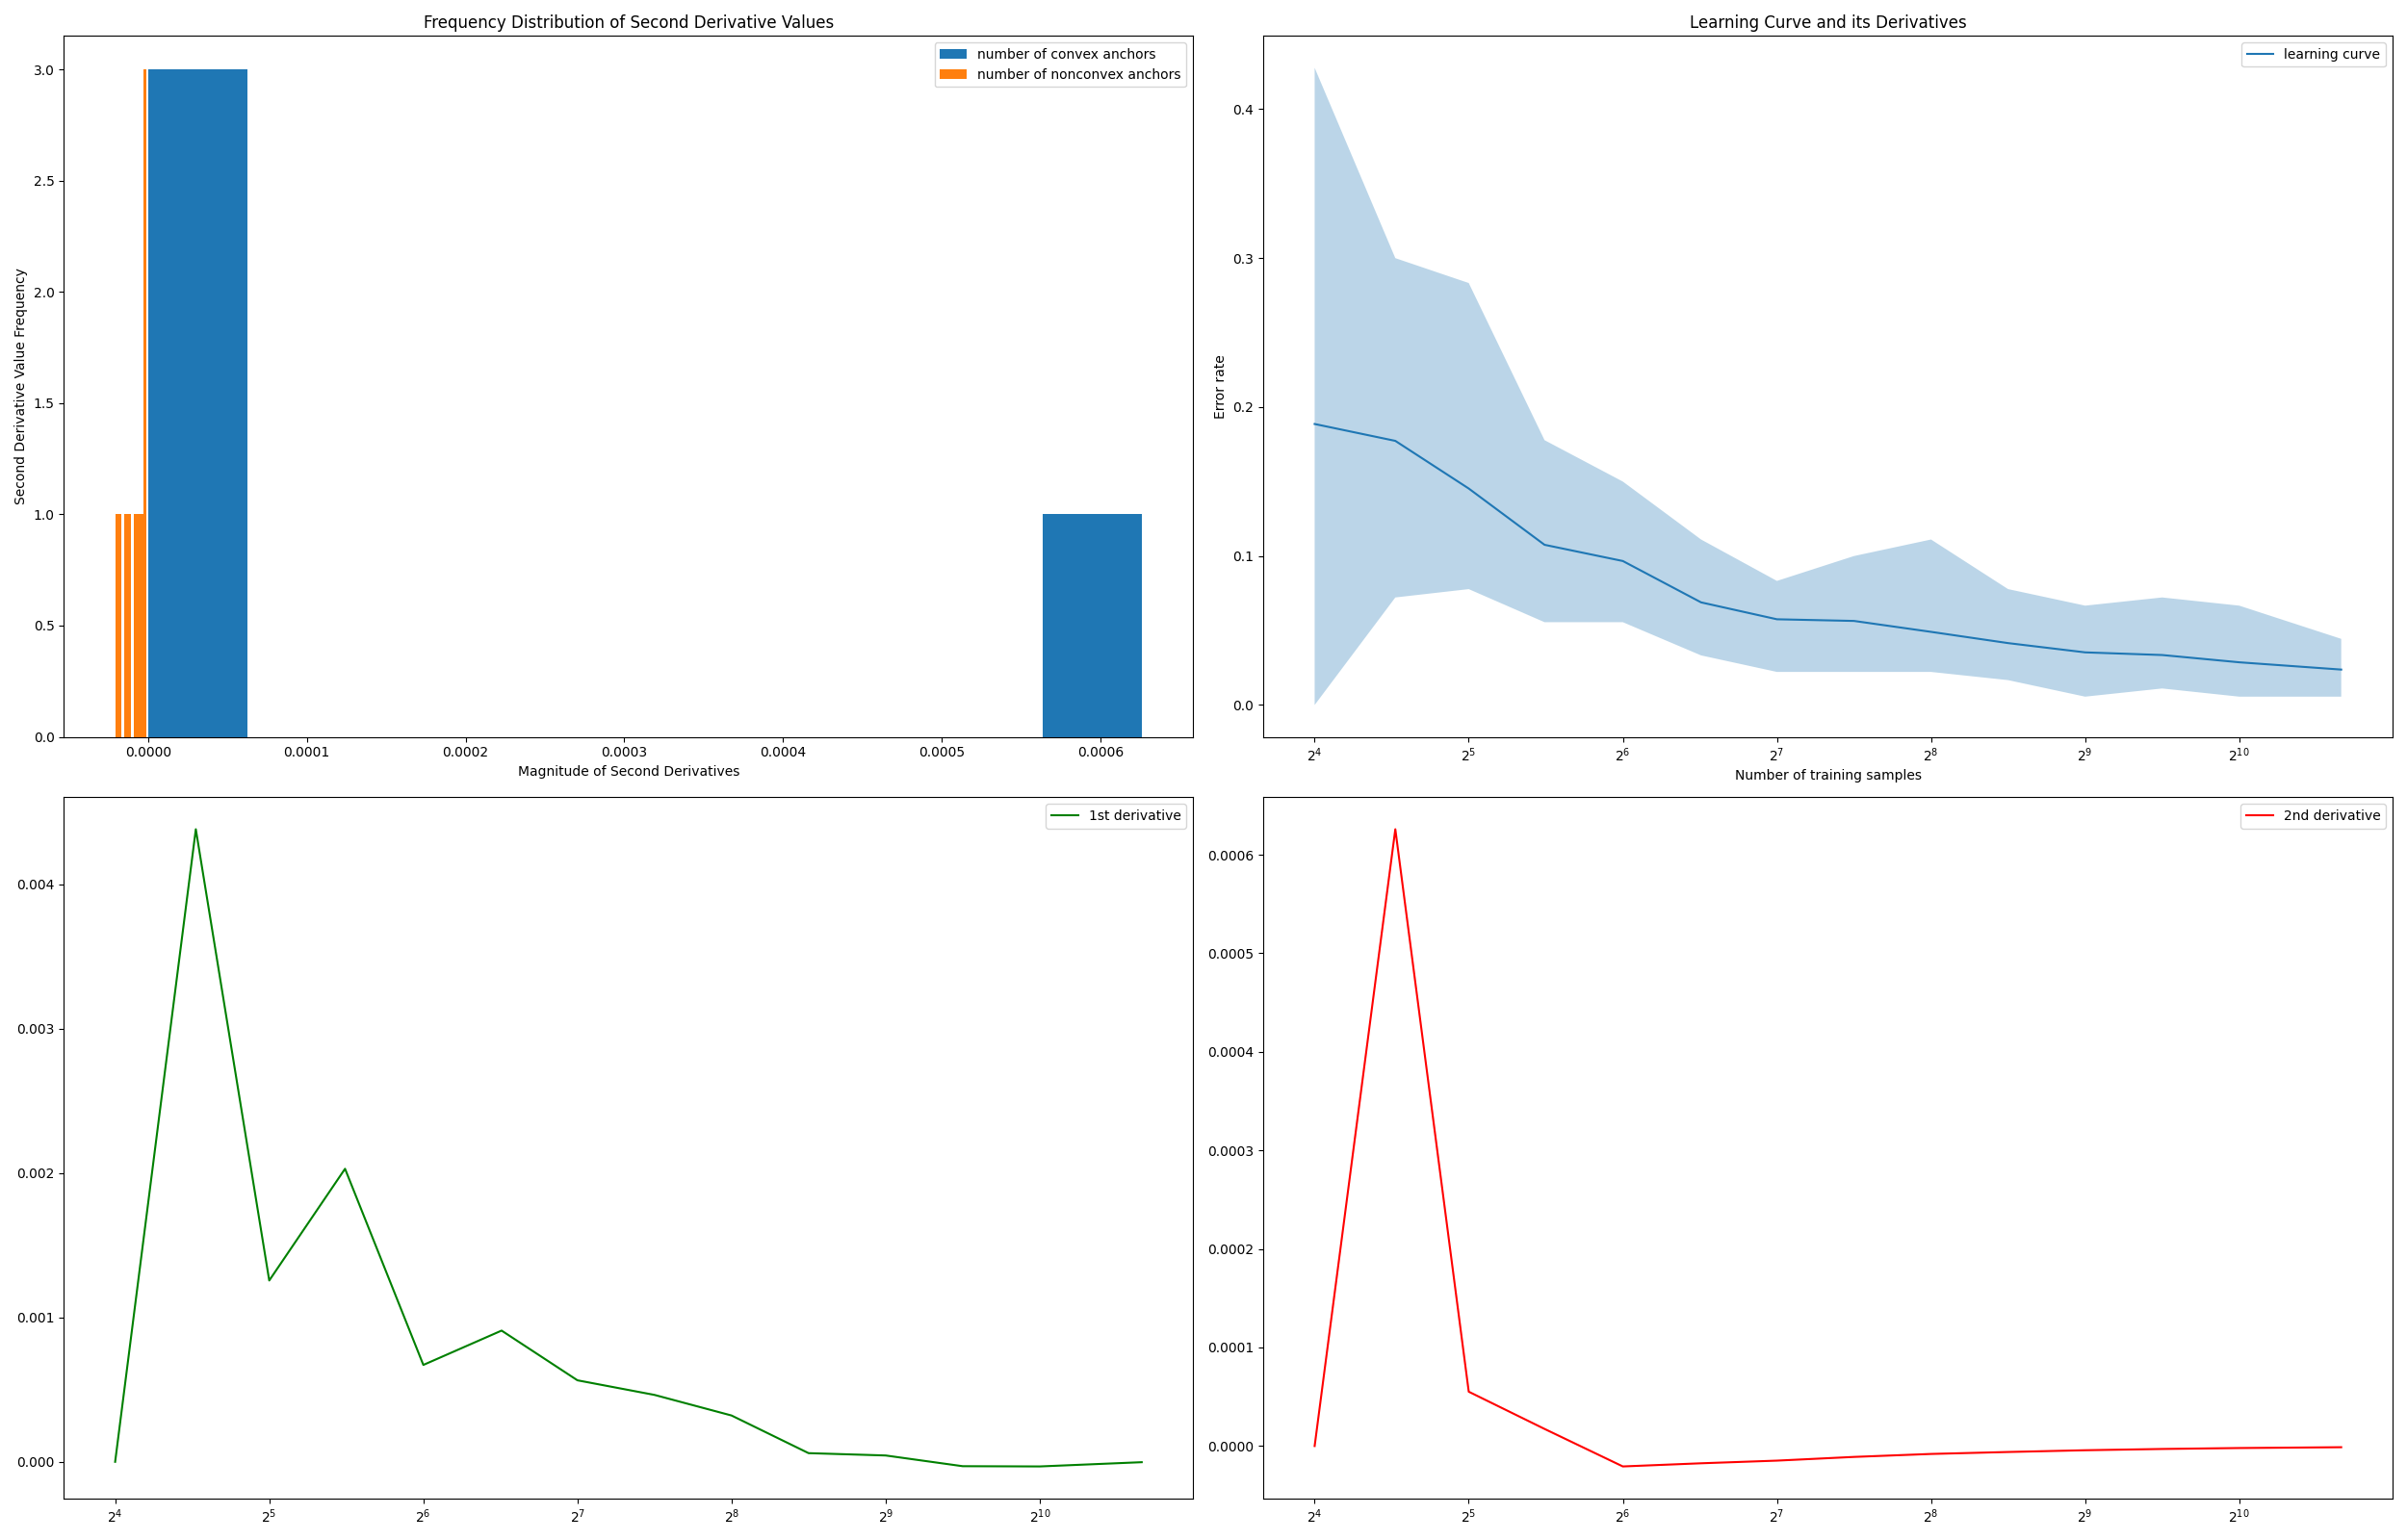 Frequency Distribution of Second Derivative Values
number of convex anchors
number of nonconvex anchors
Second Derivative Value Frequency
3.0
2.5
2.0
1.5
1.0
0.5
0.0
0.0000 0.0001 0.0002 0.0003 0.0004 0.0005 0.0006
Magnitude of Second Derivatives
Learning Curve and its Derivatives
learning curve
Error rate
0.4
0.3
0.2
0.1
0.0
2^4 2^5 2^6 2^7 2^8 2^9 2^10
Number of training samples
1st derivative
0.004
0.003
0.002
0.001
0.000
2^4 2^5 2^6 2^7 2^8 2^9 2^10
2nd derivative
0.0006
0.0005
0.0004
0.0003
0.0002
0.0001
0.0000
2^4 2^5 2^6 2^7 2^8 2^9 2^10